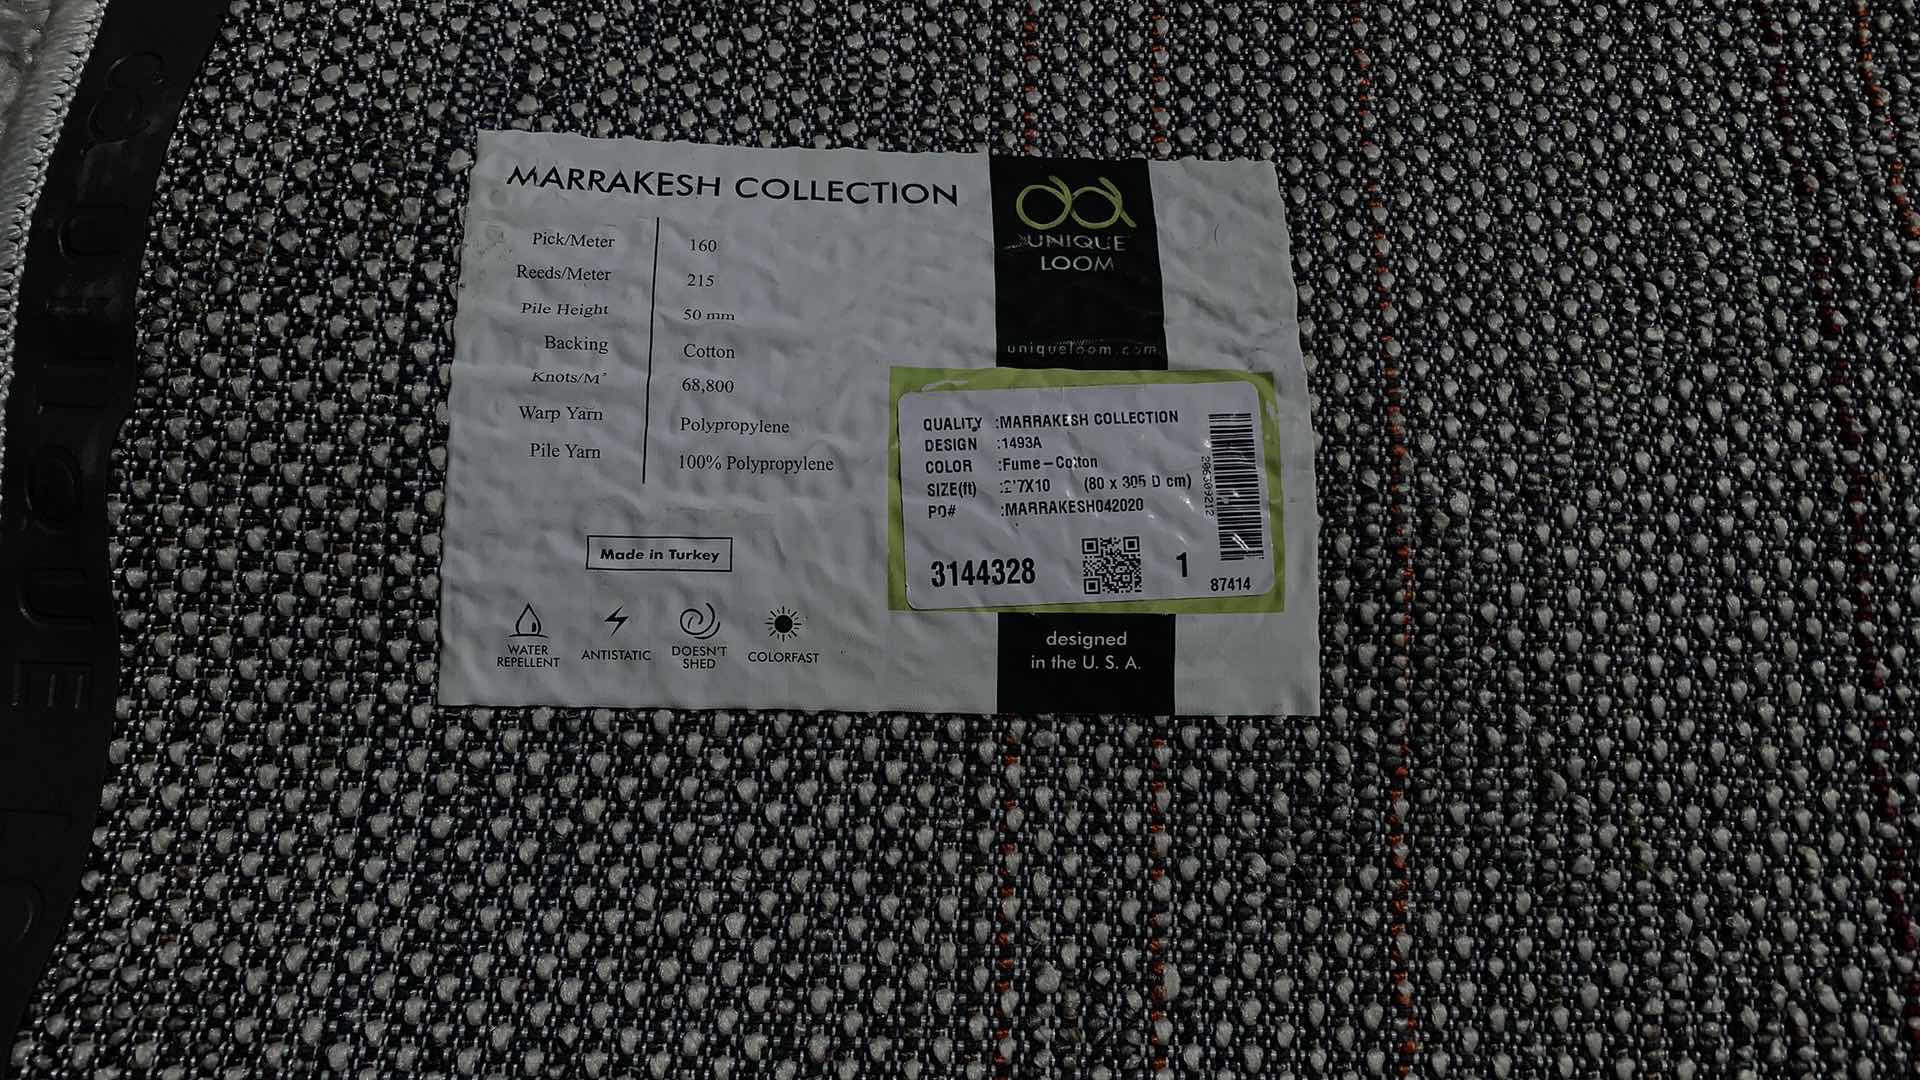 MARRAKESH COLLECTION
Pick/Meter 160
Reeds/Meter 215
Pile Height 50 mm
Backing Cotton
Knots/M² 68,800
Warp Yarn Polypropylene
Pile Yarn 100% Polypropylene
Made in Turkey
WATER
REPELLENT
ANTISTATIC
DOESN'T
SHED
COLORFAST
UNIQUE
LOOM
uniqueloom.com
QUALITY :MARRAKESH COLLECTION
DESIGN :1493A
COLOR :Fume-Cotton
SIZE(ft) :2'7X10 (80 x 305 D cm)
PO# :MARRAKESH042020
3144328 1
87414
designed
in the U. S. A.